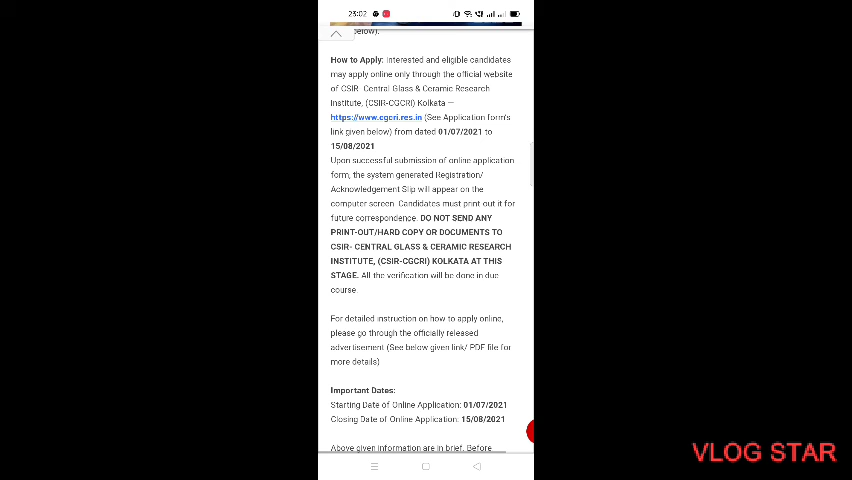 23:02
below).
How to Apply: Interested and eligible candidates
may apply online only through the official website
of CSIR- Central Glass & Ceramic Research
Institute, (CSIR-CGCRI) Kolkata —
https://www.cgcri.res.in (See Application form's
link given below) from dated 01/07/2021 to
15/08/2021
Upon successful submission of online application
form, the system generated Registration/
Acknowledgement Slip will appear on the
computer screen. Candidates must print-out it for
future correspondence. DO NOT SEND ANY
PRINT-OUT/HARD COPY OR DOCUMENTS TO
CSIR- CENTRAL GLASS & CERAMIC RESEARCH
INSTITUTE, (CSIR-CGCRI) KOLKATA AT THIS
STAGE. All the verification will be done in due
course.
For detailed instruction on how to apply online,
please go through the officially released
advertisement (See below given link/ PDF file for
more details)
Important Dates:
Starting Date of Online Application: 01/07/2021
Closing Date of Online Application: 15/08/2021
Above given information are in brief. Before
VLOG STAR